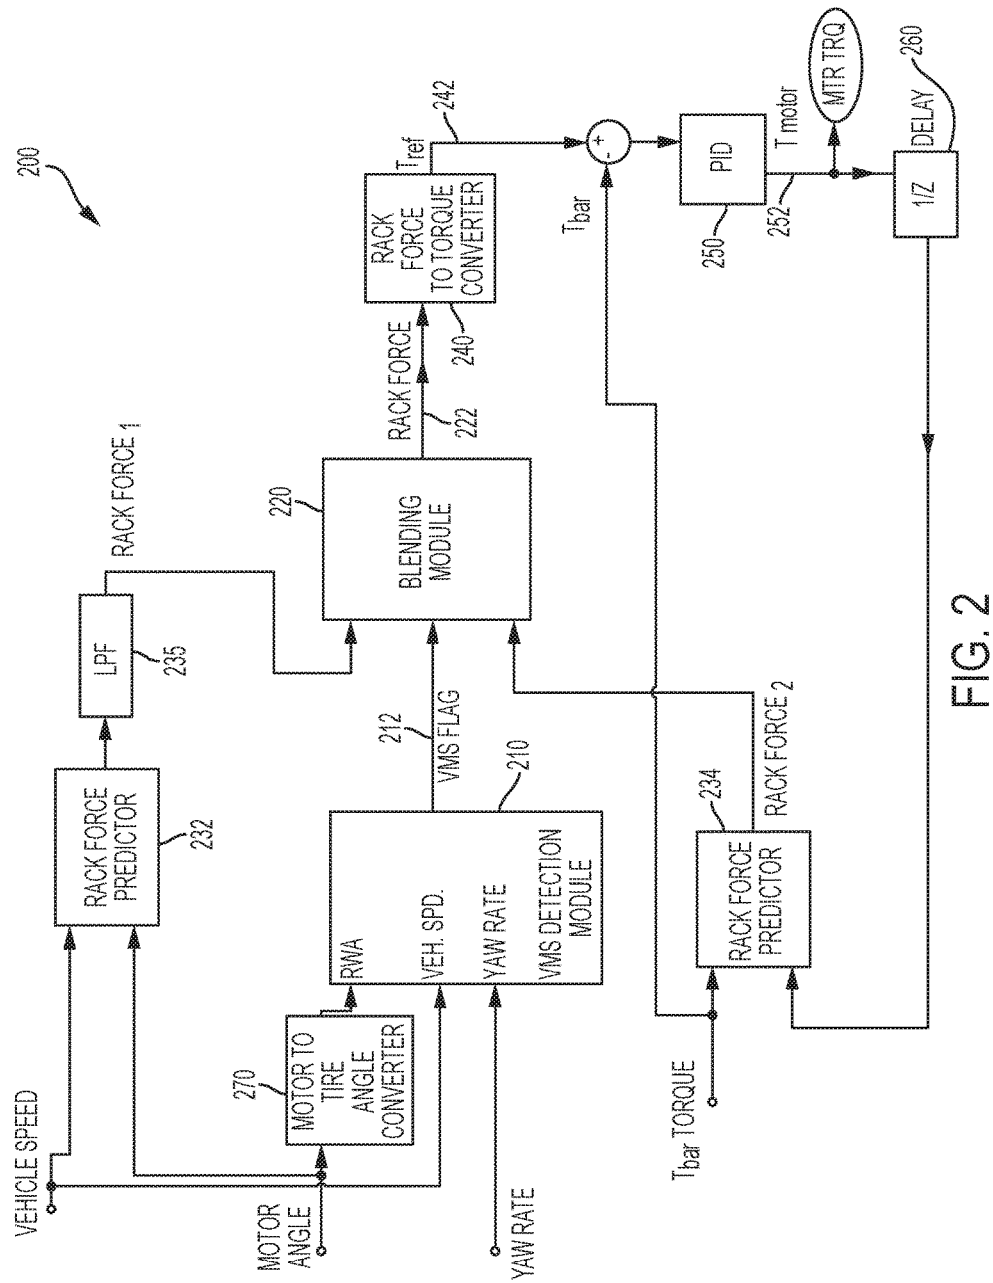 200
VEHICLE SPEED
MOTOR
ANGLE
YAW RATE
Tbar TORQUE
RACK FORCE
PREDICTOR
232
LPF
235
RACK FORCE 1
270
MOTOR TO
TIRE
ANGLE
CONVERTER
RWA
VEH. SPD.
YAW RATE
VMS DETECTION
MODULE
210
212
VMS FLAG
220
BLENDING
MODULE
RACK FORCE
PREDICTOR
234
RACK FORCE 2
RACK FORCE
222
RACK
FORCE
TO TORQUE
CONVERTER
240
Tref
242
Tbar
+
-
PID
250
252
Tmotor
MTR TRQ
1/Z
DELAY
260
FIG. 2